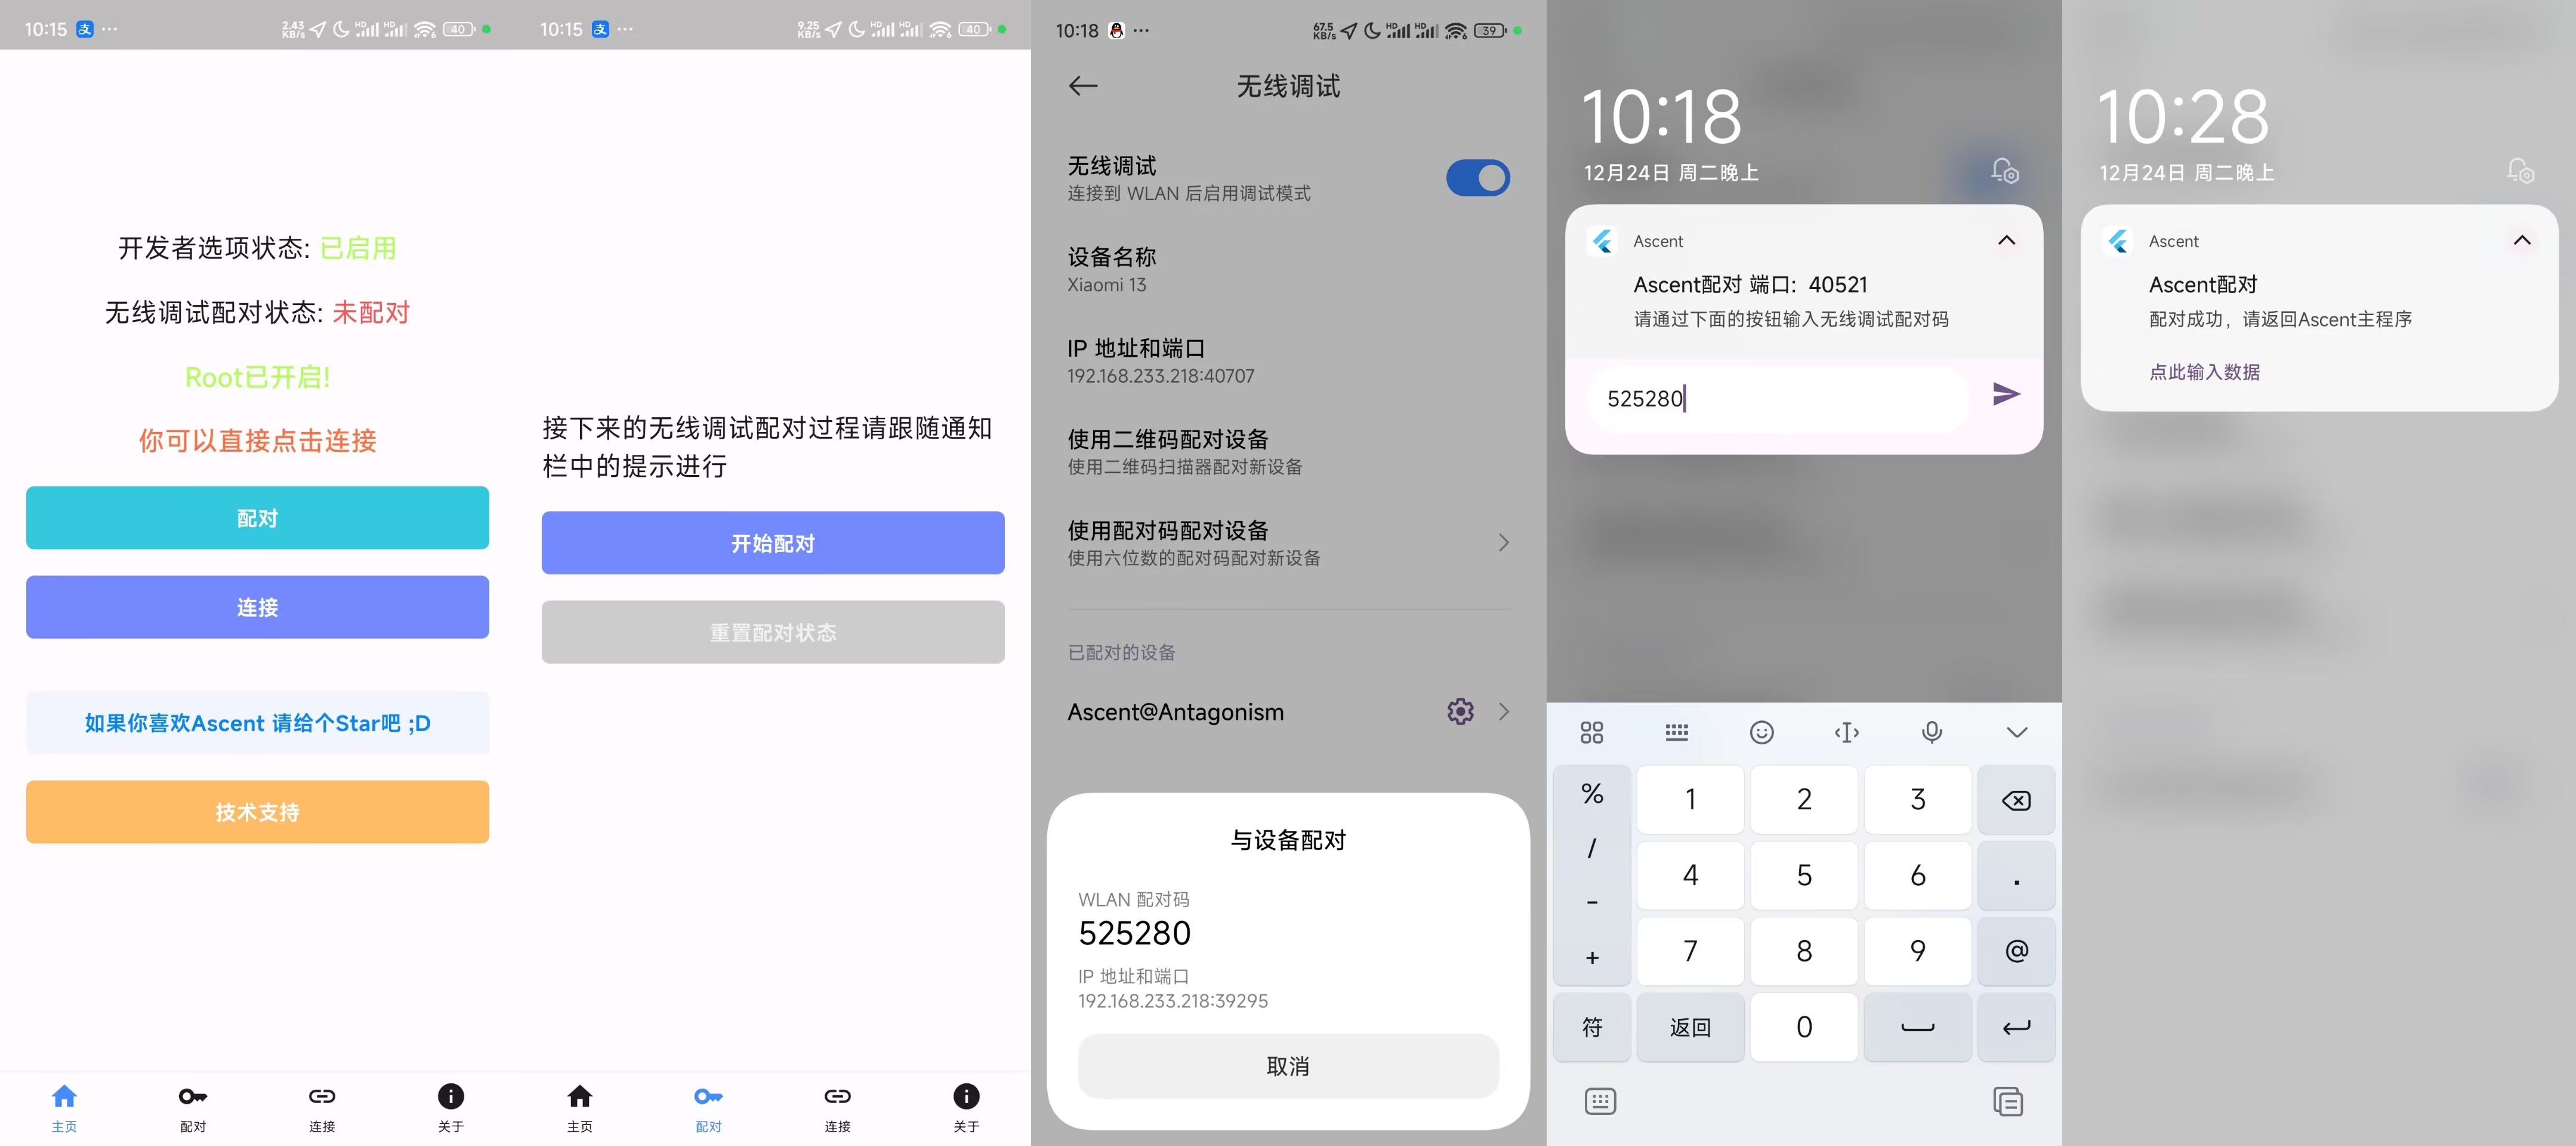 10:15
2.43 KB/s
HD
HD
40
开发者选项状态: 已启用
无线调试配对状态: 未配对
Root已开启!
你可以直接点击连接
配对
连接
如果你喜欢Ascent 请给个Star吧 ;D
技术支持
主页
配对
连接
关于
10:15
9.25 KB/s
HD
HD
40
接下来的无线调试配对过程请跟随通知
栏中的提示进行
开始配对
重置配对状态
主页
配对
连接
关于
10:18
67.5 KB/s
HD
HD
39
无线调试
无线调试
连接到 WLAN 后启用调试模式
设备名称
Xiaomi 13
IP 地址和端口
192.168.233.218:40707
使用二维码配对设备
使用二维码扫描器配对新设备
使用配对码配对设备
使用六位数的配对码配对新设备
已配对的设备
Ascent@Antagonism
与设备配对
WLAN 配对码
525280
IP 地址和端口
192.168.233.218:39295
取消
10:18
12月24日 周二晚上
Ascent
Ascent配对 端口: 40521
请通过下面的按钮输入无线调试配对码
525280
% 1 2 3
/ 4 5 6 .
-
+ 7 8 9 @
符 返回 0
10:28
12月24日 周二晚上
Ascent
Ascent配对
配对成功，请返回Ascent主程序
点此输入数据